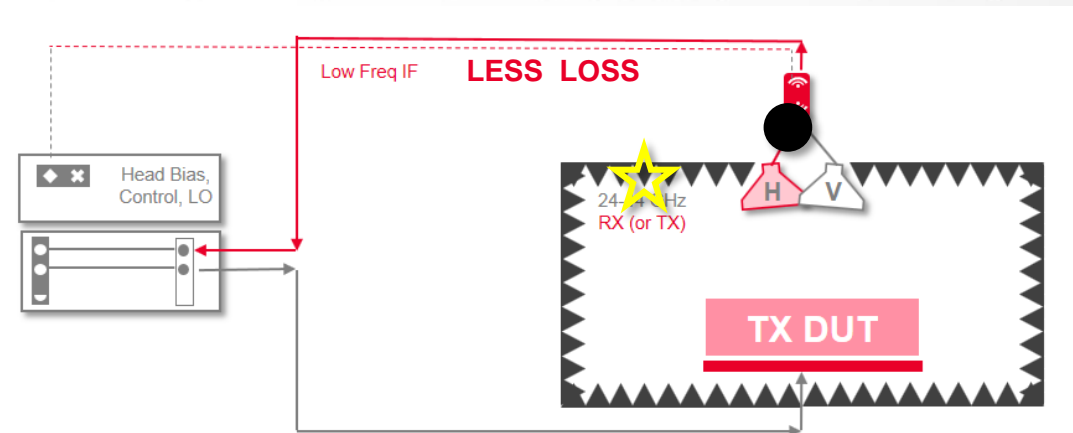 Low Freq IF
LESS LOSS
Head Bias,
Control, LO
H
V
RX (or TX)
TX DUT